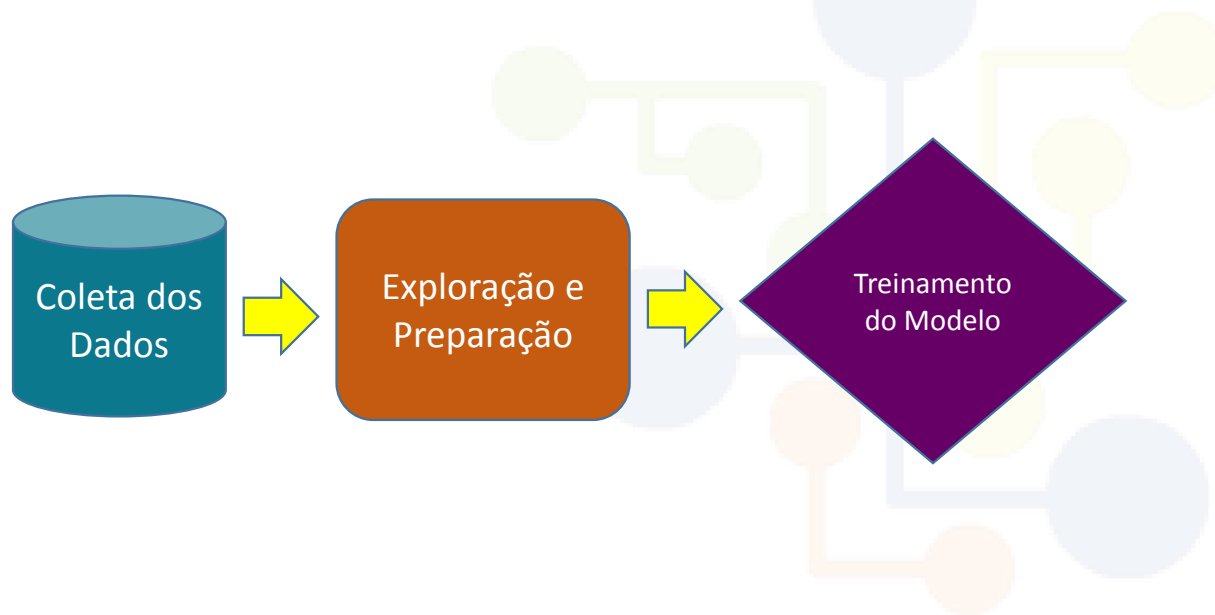 Coleta dos
Dados
Exploração e
Preparação
Treinamento
do Modelo